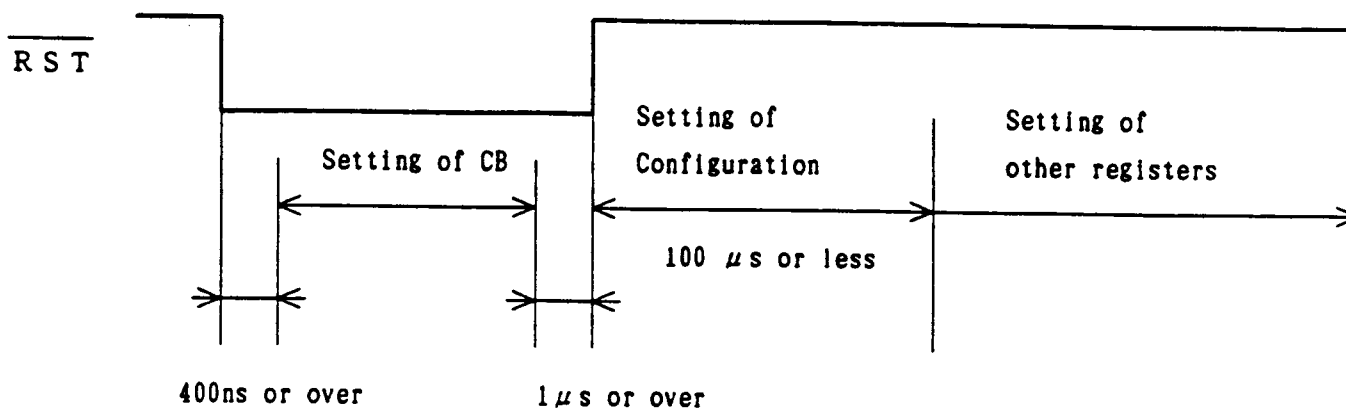 RST
Setting of CB
Setting of
Configuration
Setting of
other registers
100 μs or less
400ns or over
1μs or over